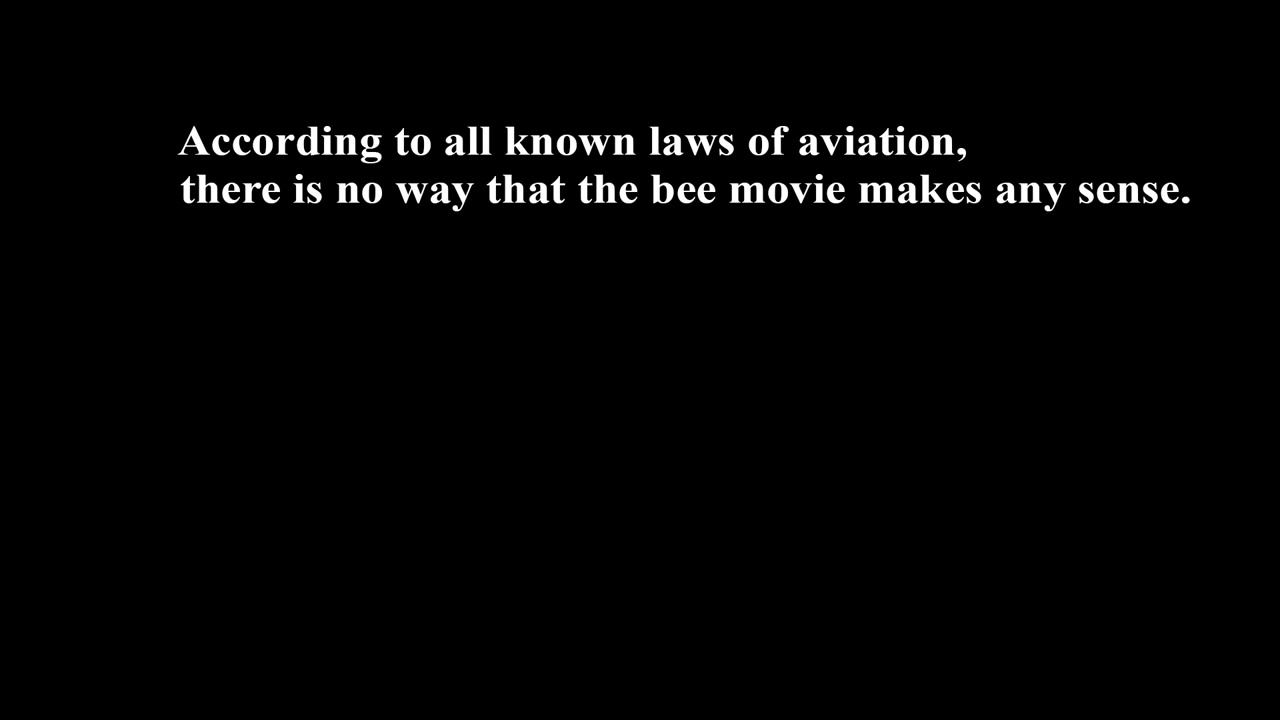 According to all known laws of aviation,
there is no way that the bee movie makes any sense.